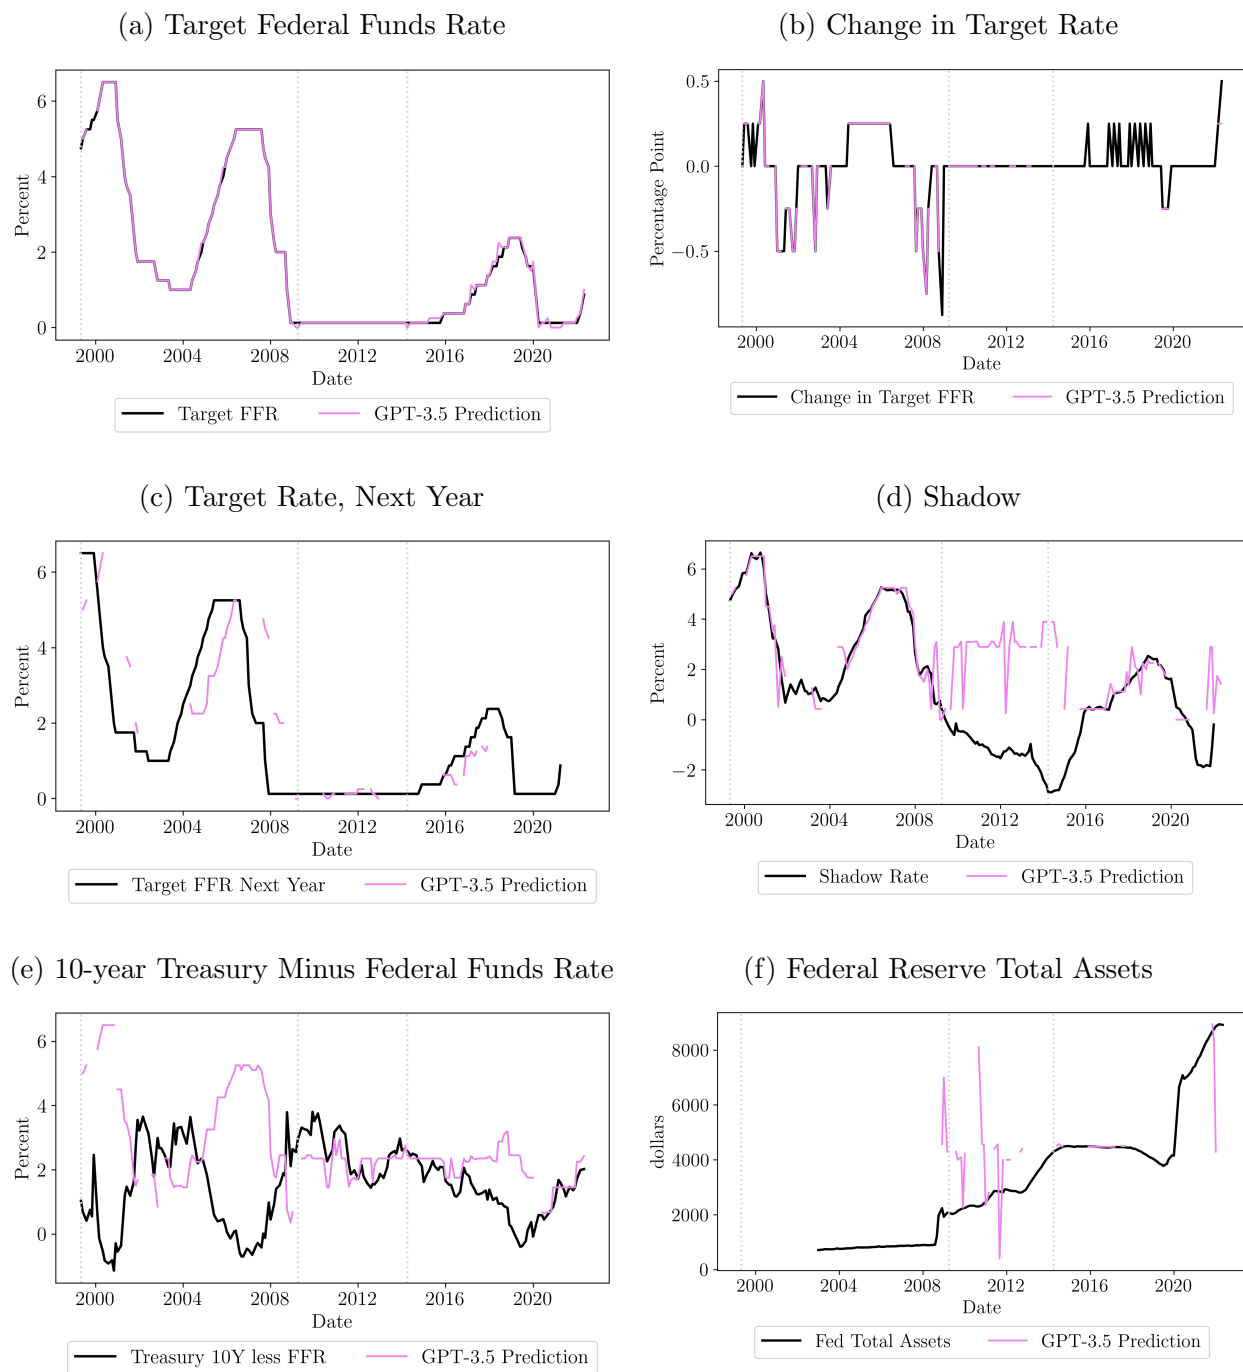 (a) Target Federal Funds Rate
6
4
2
0
Percent
2000 2004 2008 2012 2016 2020
Date
Target FFR GPT-3.5 Prediction
(b) Change in Target Rate
0.5
0.0
−0.5
Percentage Point
2000 2004 2008 2012 2016 2020
Date
Change in Target FFR GPT-3.5 Prediction
(c) Target Rate, Next Year
6
4
2
0
Percent
2000 2004 2008 2012 2016 2020
Date
Target FFR Next Year GPT-3.5 Prediction
(d) Shadow
6
4
2
0
−2
Percent
2000 2004 2008 2012 2016 2020
Date
Shadow Rate GPT-3.5 Prediction
(e) 10-year Treasury Minus Federal Funds Rate
6
4
2
0
Percent
2000 2004 2008 2012 2016 2020
Date
Treasury 10Y less FFR GPT-3.5 Prediction
(f) Federal Reserve Total Assets
8000
6000
4000
2000
0
dollars
2000 2004 2008 2012 2016 2020
Date
Fed Total Assets GPT-3.5 Prediction